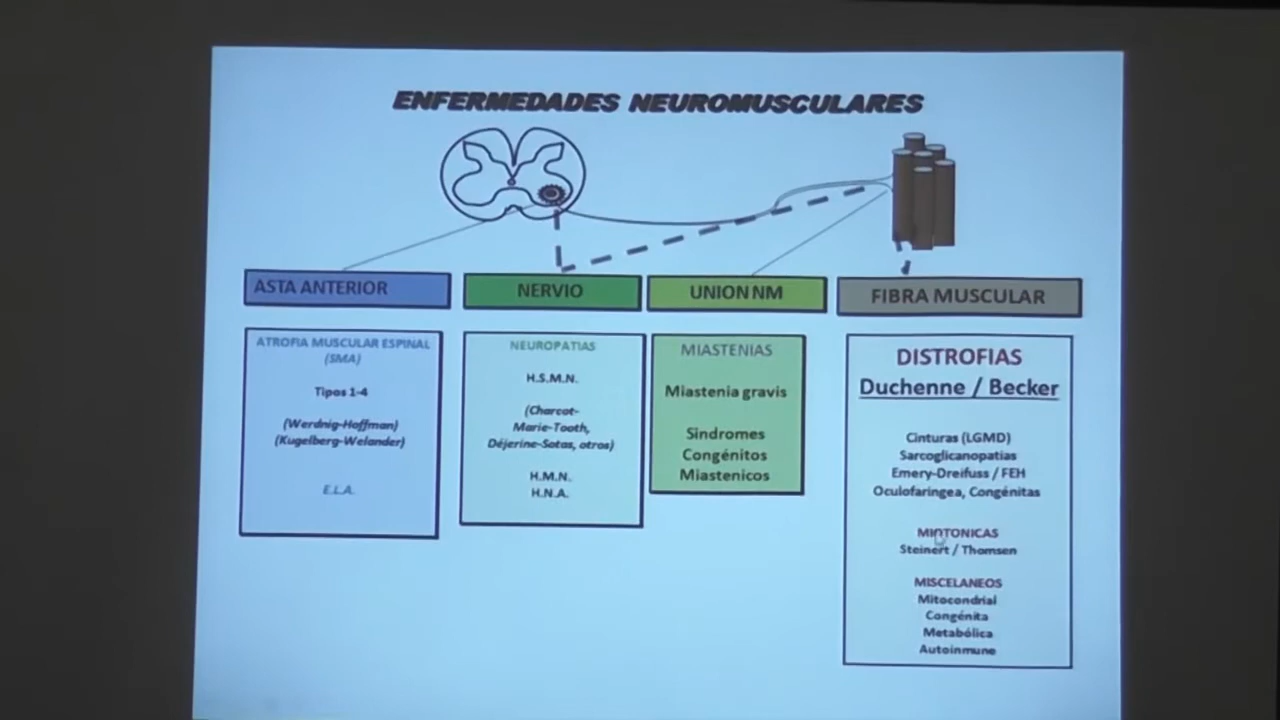 ENFERMEDADES NEUROMUSCULARES
ASTA ANTERIOR
NERVIO
UNION NM
FIBRA MUSCULAR
ATROFIA MUSCULAR ESPINAL
(SMA)
Tipos 1-4
(Werdnig-Hoffman)
(Kugelberg-Welander)
E.L.A.
NEUROPATIAS
H.S.M.N.
(Charcot-
Marie-Tooth,
Déjerine-Sotas, otros)
H.M.N.
H.N.A.
MIASTENIAS
Miastenia gravis
Sindromes
Congénitos
Miastenicos
DISTROFIAS
Duchenne / Becker
Cinturas (LGMD)
Sarcoglicanopatias
Emery-Dreifuss / FEH
Oculofaringea, Congénitas
MIOTONICAS
Steinert / Thomsen
MISCELANEOS
Mitocondrial
Congénita
Metabólica
Autoinmune